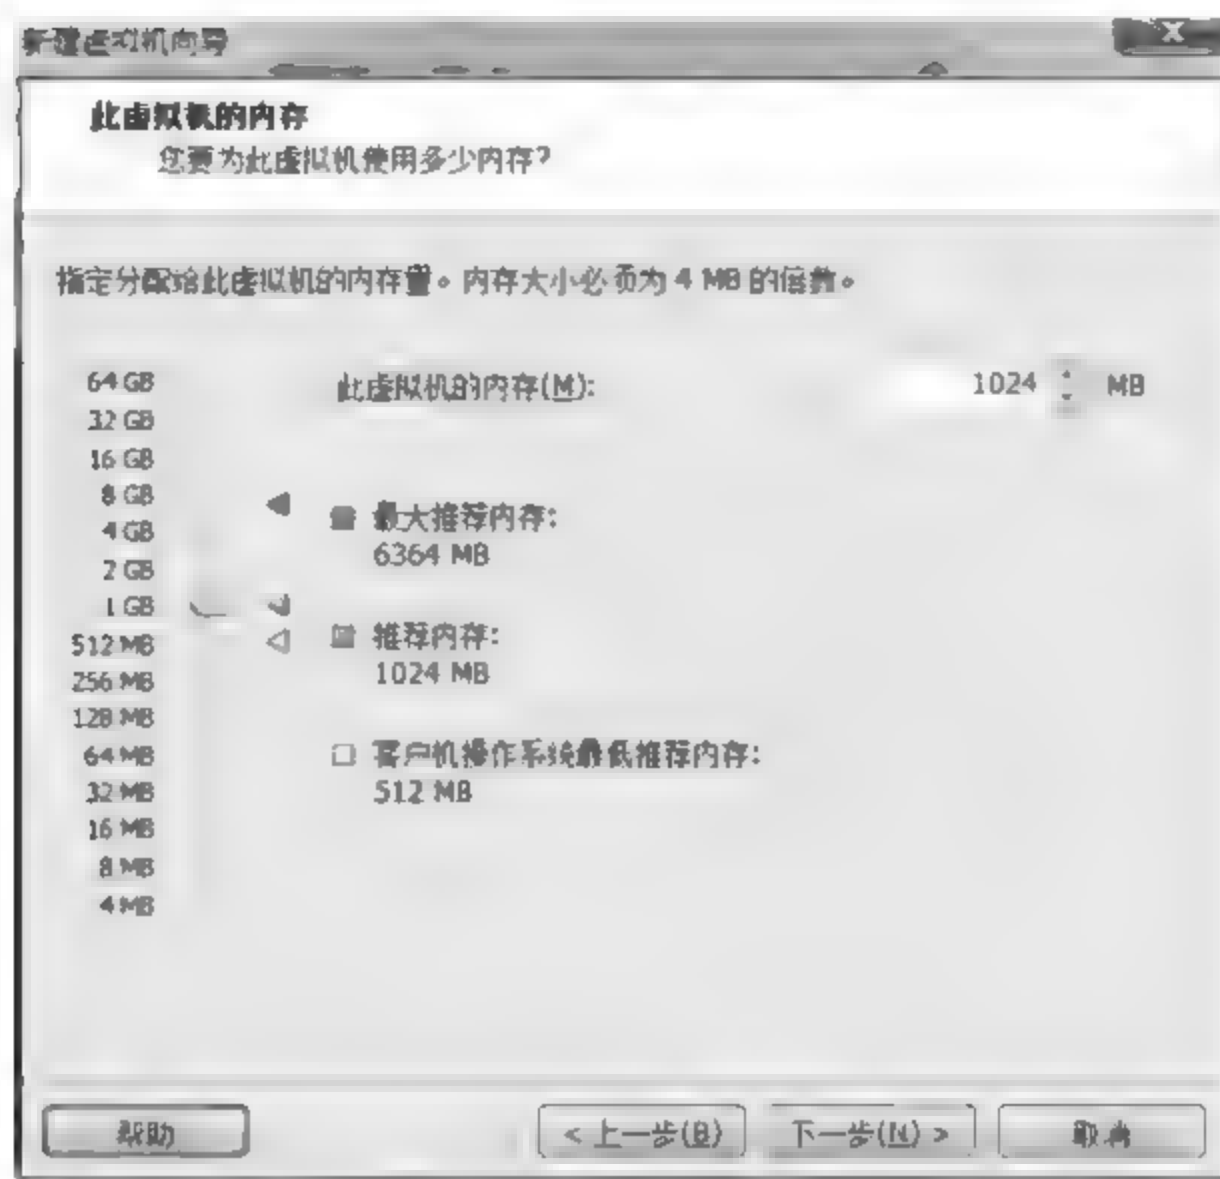 新建虚拟机向导
X
此虚拟机的内存
您要为此虚拟机使用多少内存?
指定分配给此虚拟机的内存量。内存大小必须为 4 MB 的倍数。
64 GB
此虚拟机的内存(M):
1024
MB
32 GB
16 GB
8 GB
最大推荐内存:
4 GB
6364 MB
2 GB
1 GB
512 MB
推荐内存:
256 MB
1024 MB
128 MB
64 MB
客户机操作系统最低推荐内存:
32 MB
512 MB
16 MB
8 MB
4 MB
帮助
< 上一步(B)
下一步(N) >
取消